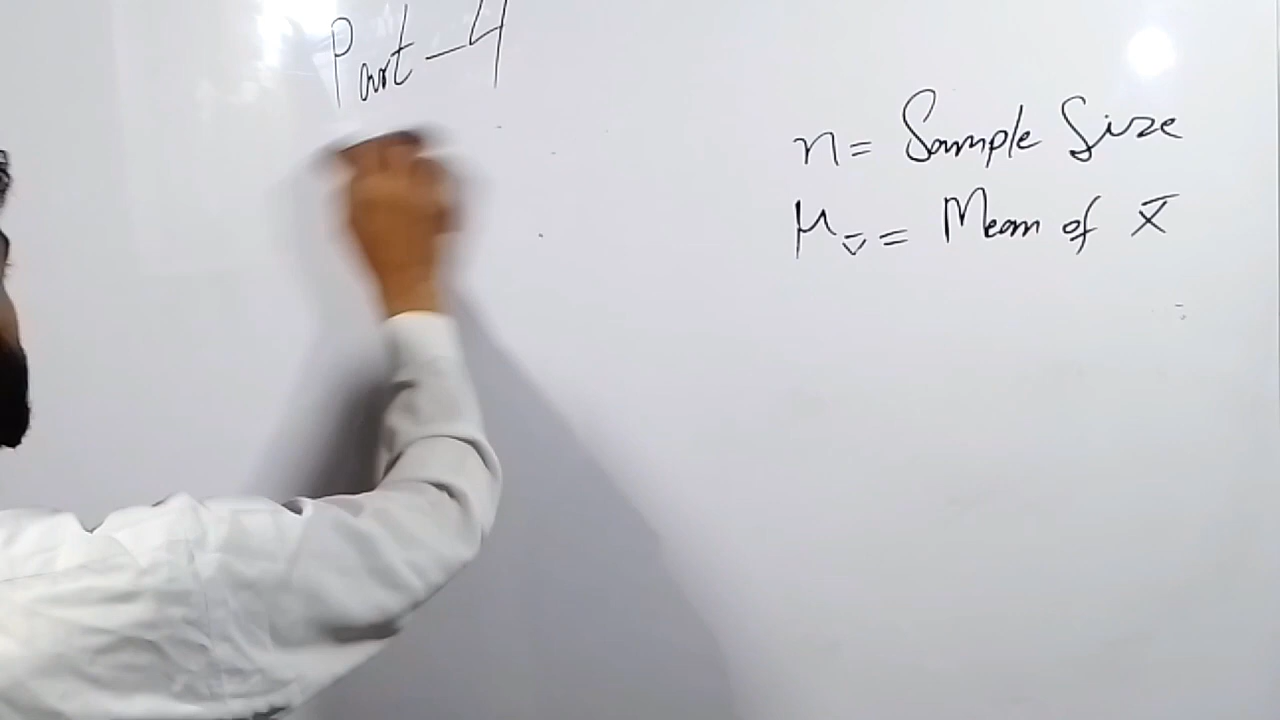 Part-4
n = Sample Size
μx̄ = Mean of X̄